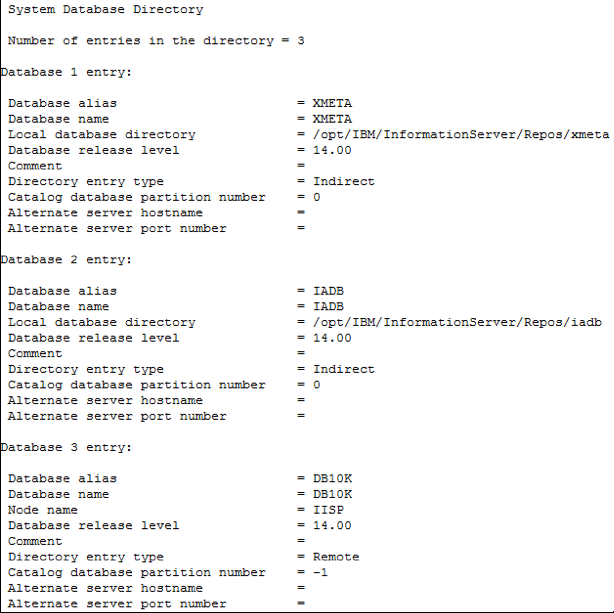 System Database Directory
Number of entries in the directory = 3
Database 1 entry:
Database alias = XMETA
Database name = XMETA
Local database directory = /opt/IBM/InformationServer/Repos/xmeta
Database release level = 14.00
Comment =
Directory entry type = Indirect
Catalog database partition number = 0
Alternate server hostname =
Alternate server port number =
Database 2 entry:
Database alias = IADB
Database name = IADB
Local database directory = /opt/IBM/InformationServer/Repos/iadb
Database release level = 14.00
Comment =
Directory entry type = Indirect
Catalog database partition number = 0
Alternate server hostname =
Alternate server port number =
Database 3 entry:
Database alias = DB10K
Database name = DB10K
Node name = IISP
Database release level = 14.00
Comment =
Directory entry type = Remote
Catalog database partition number = -1
Alternate server hostname =
Alternate server port number =